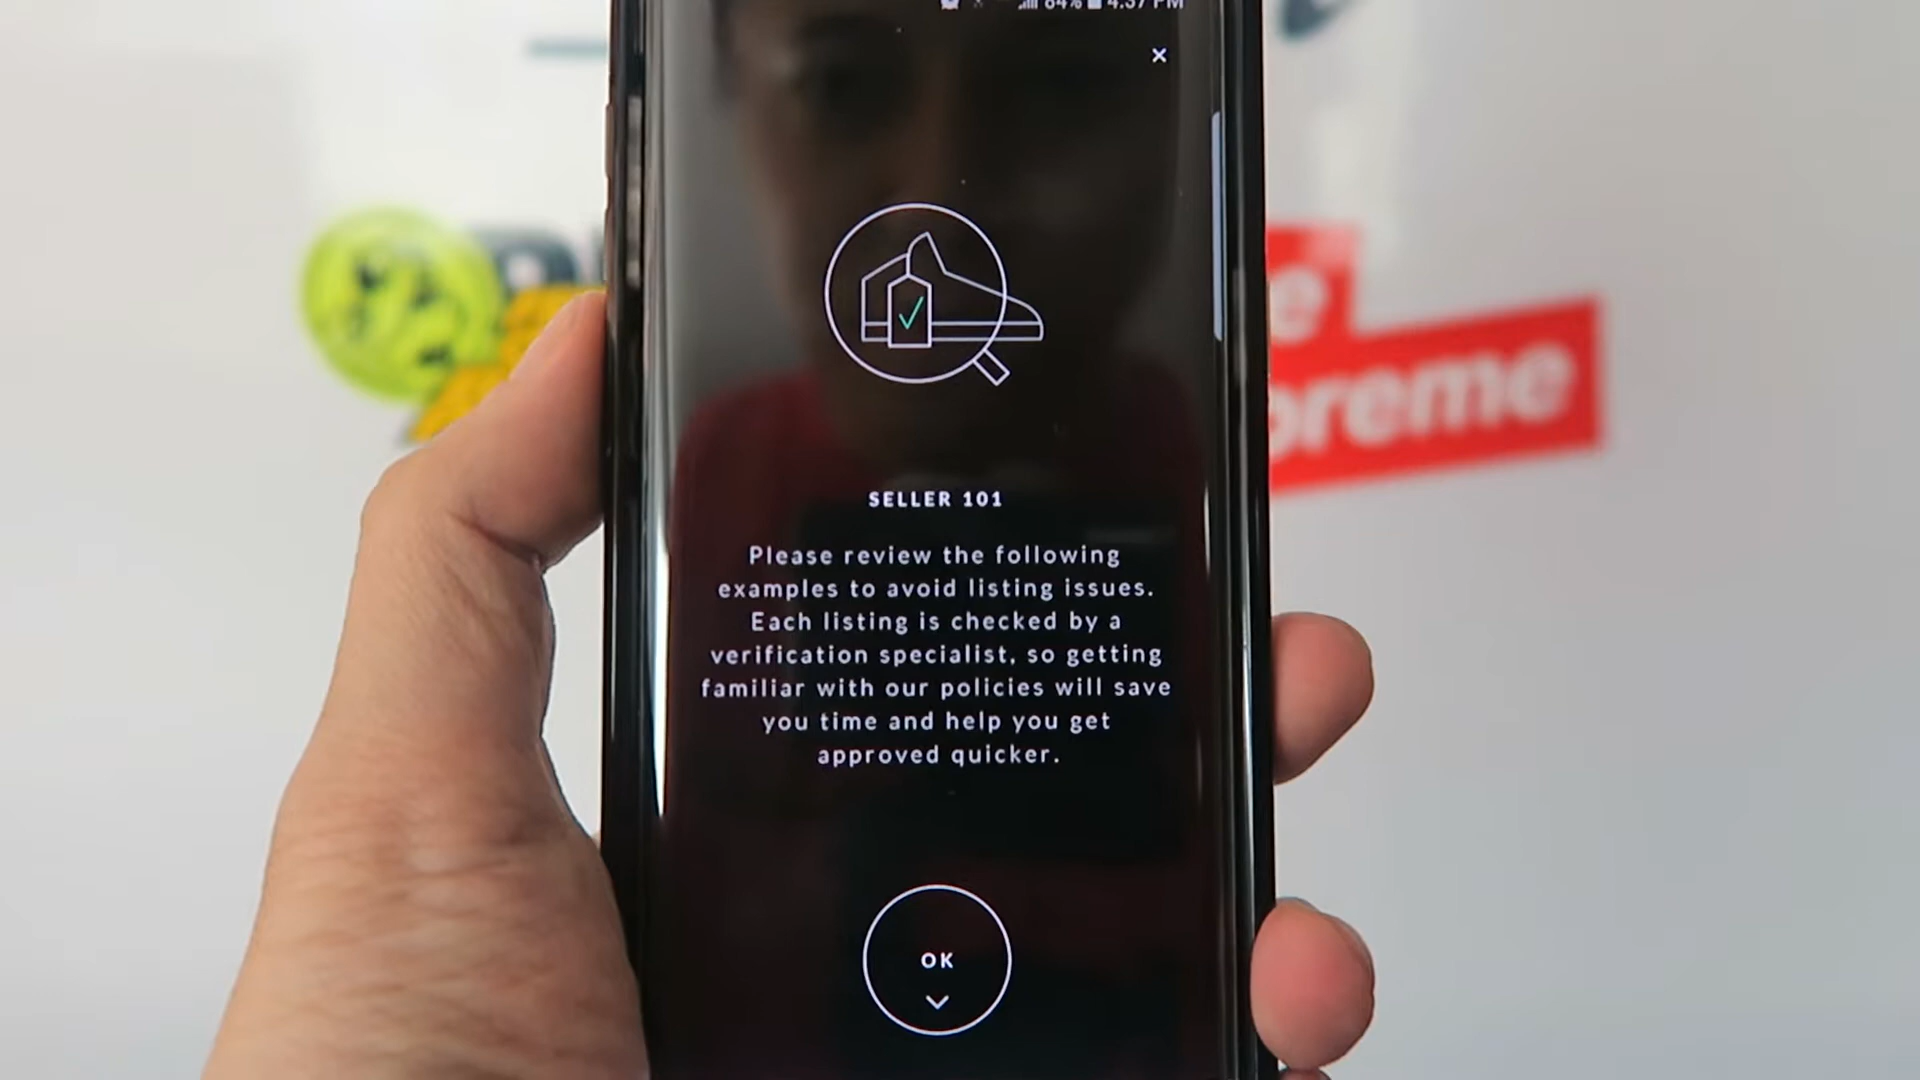 84% 4:37 PM
×
SELLER 101
Please review the following
examples to avoid listing issues.
Each listing is checked by a
verification specialist, so getting
familiar with our policies will save
you time and help you get
approved quicker.
OK
e
preme